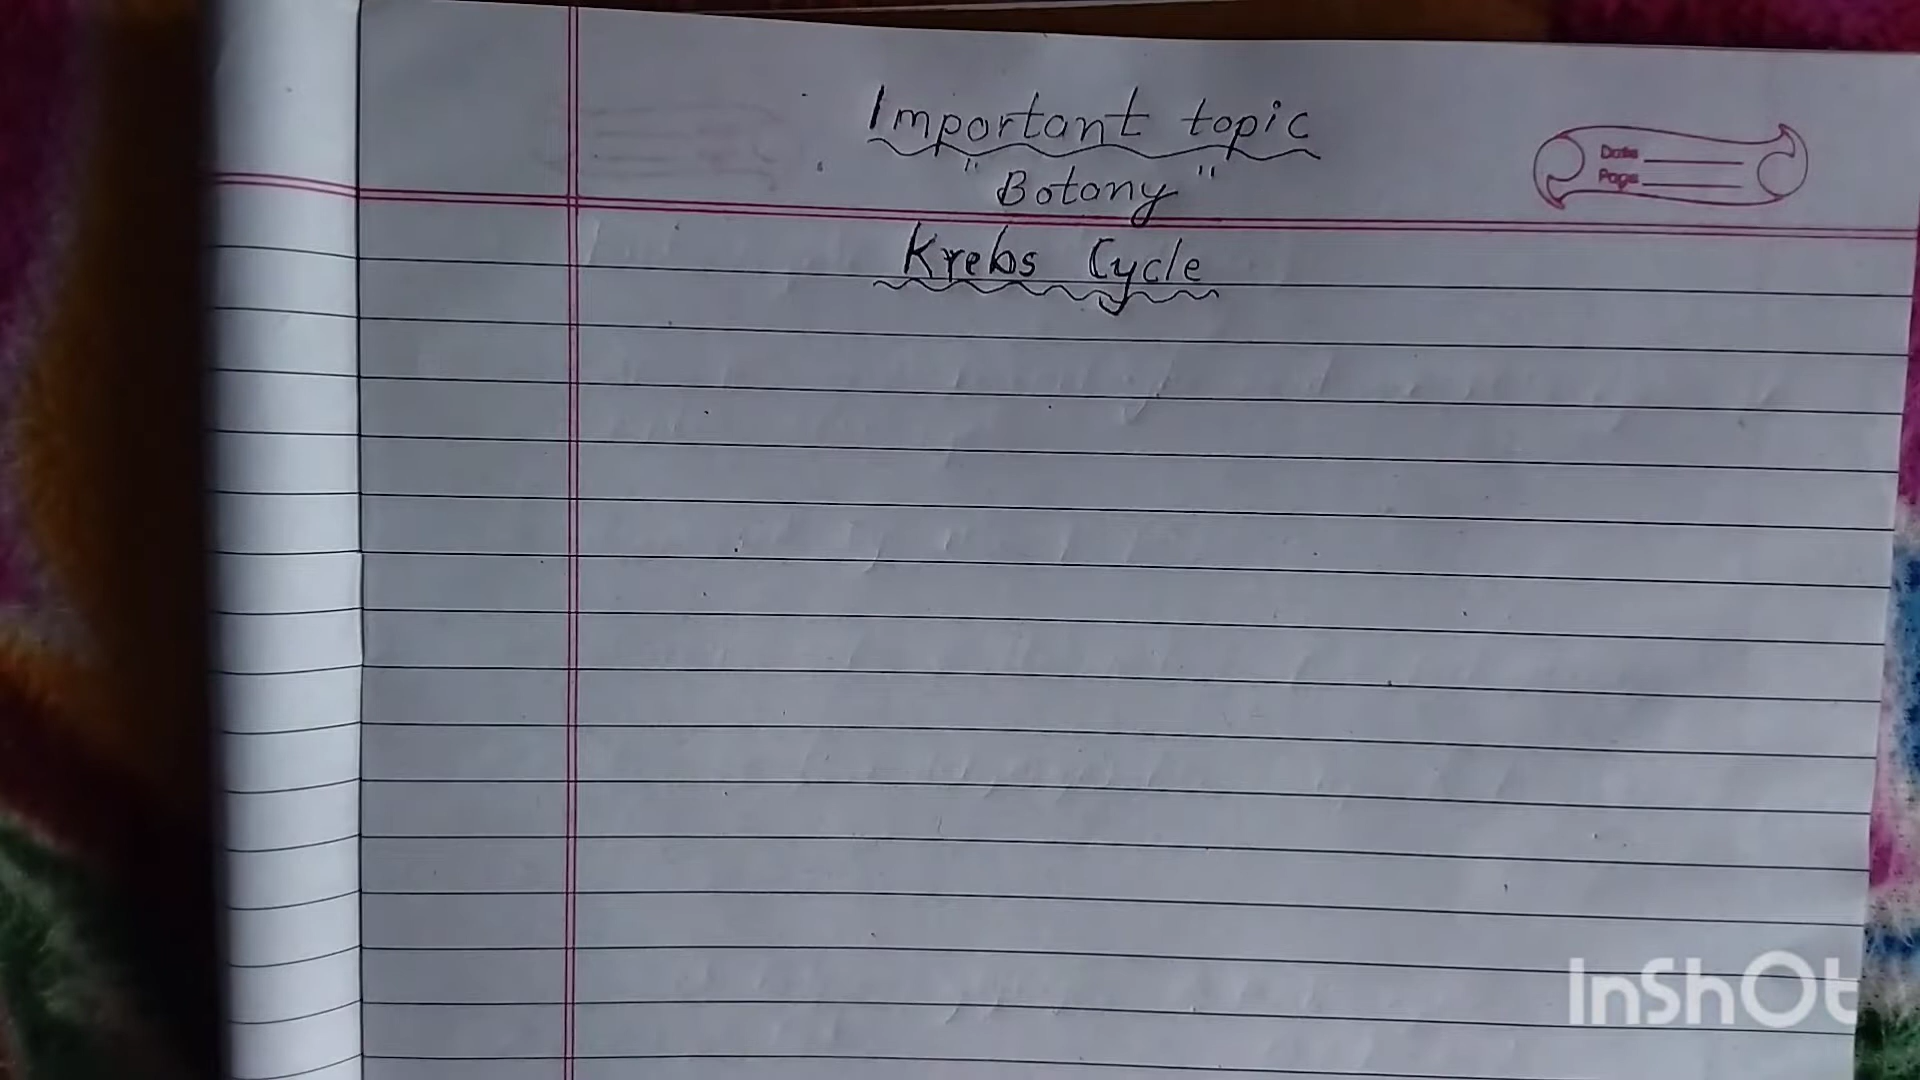 Important topic
"Botany"
Date
Page
Krebs Cycle
InShOt